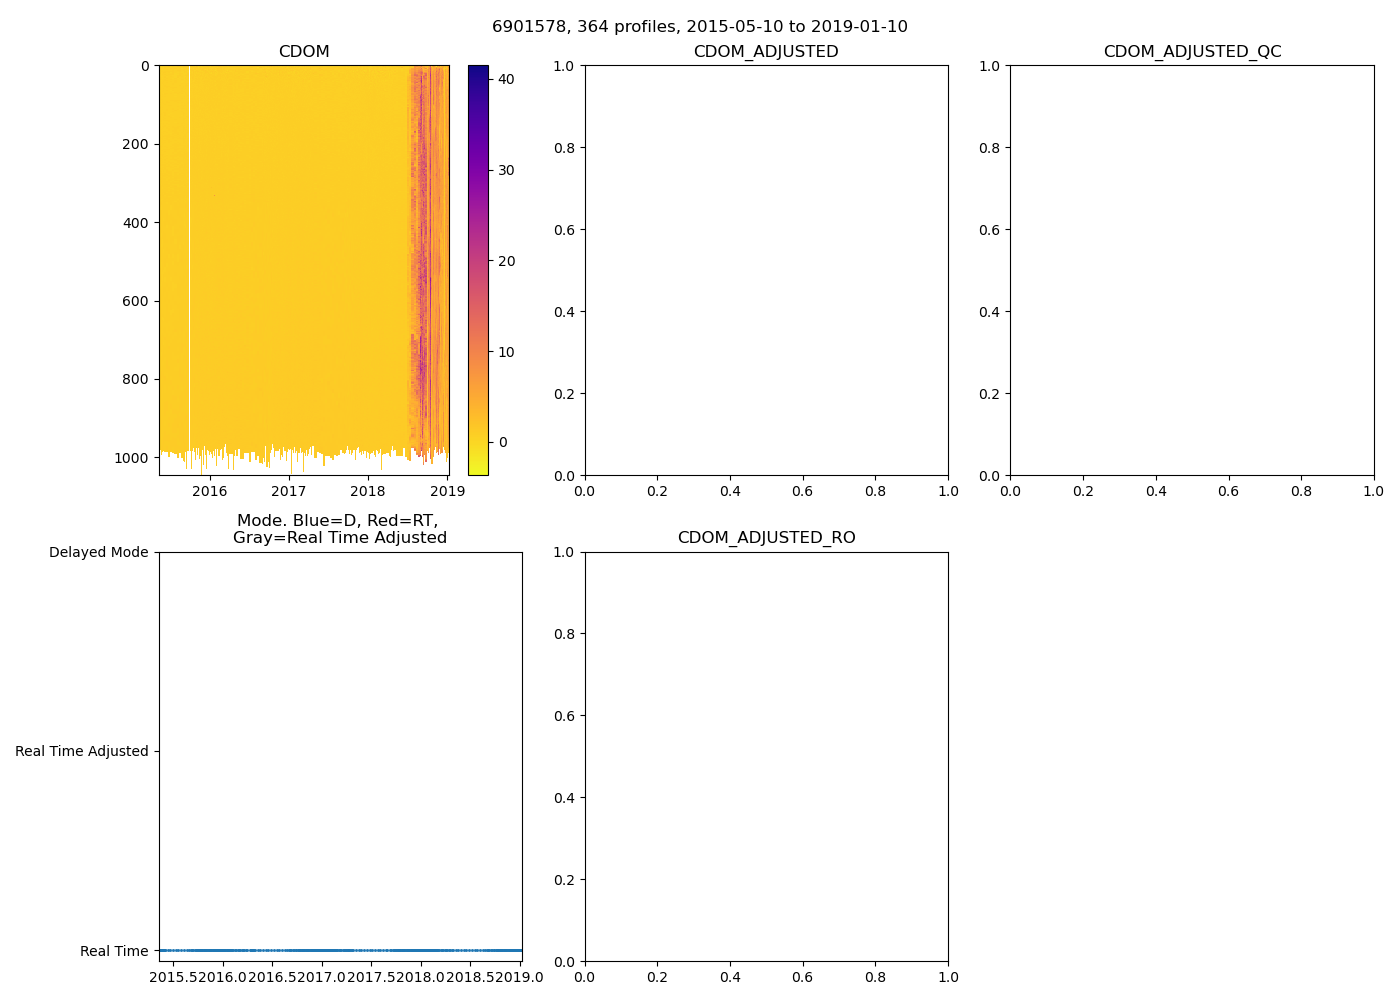 6901578, 364 profiles, 2015-05-10 to 2019-01-10
CDOM
0
200
400
600
800
1000
2016 2017 2018 2019
40
30
20
10
0
CDOM_ADJUSTED
1.0
0.8
0.6
0.4
0.2
0.0
0.0 0.2 0.4 0.6 0.8 1.0
CDOM_ADJUSTED_QC
1.0
0.8
0.6
0.4
0.2
0.0
0.0 0.2 0.4 0.6 0.8 1.0
Mode. Blue=D, Red=RT,
Gray=Real Time Adjusted
Delayed Mode
Real Time Adjusted
Real Time
2015.52016.02016.52017.02017.52018.02018.52019.0
CDOM_ADJUSTED_RO
1.0
0.8
0.6
0.4
0.2
0.0
0.0 0.2 0.4 0.6 0.8 1.0